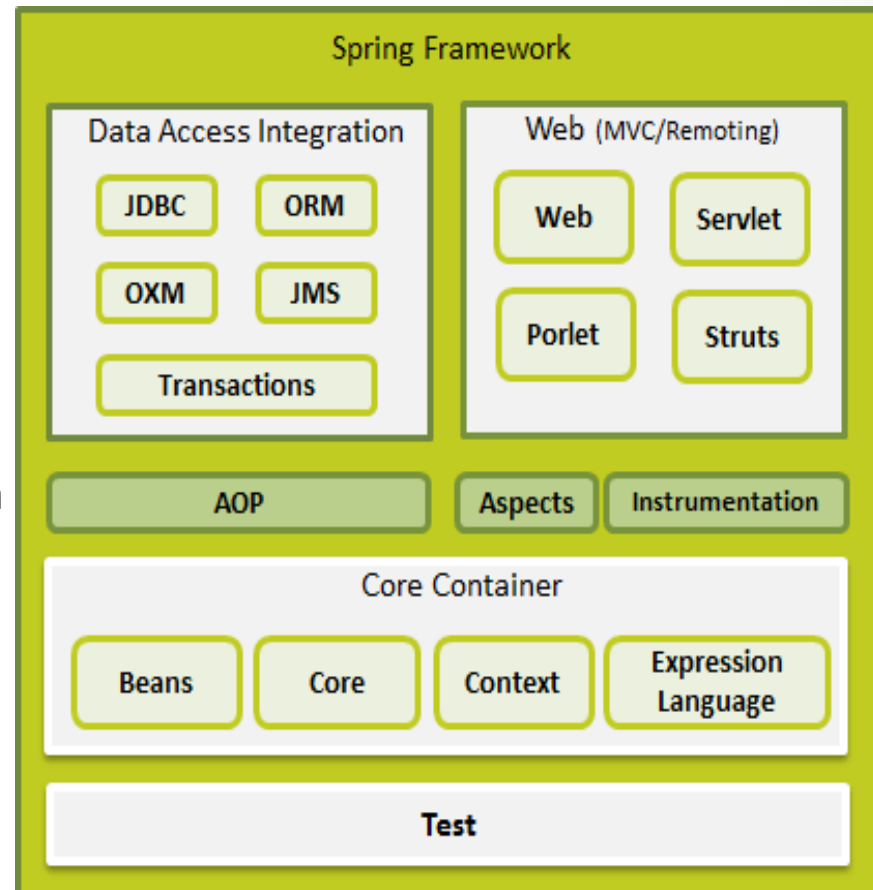 Spring Framework
Data Access Integration
JDBC
ORM
OXM
JMS
Transactions
Web (MVC/Remoting)
Web
Servlet
Porlet
Struts
AOP
Aspects
Instrumentation
Core Container
Beans
Core
Context
Expression
Language
Test